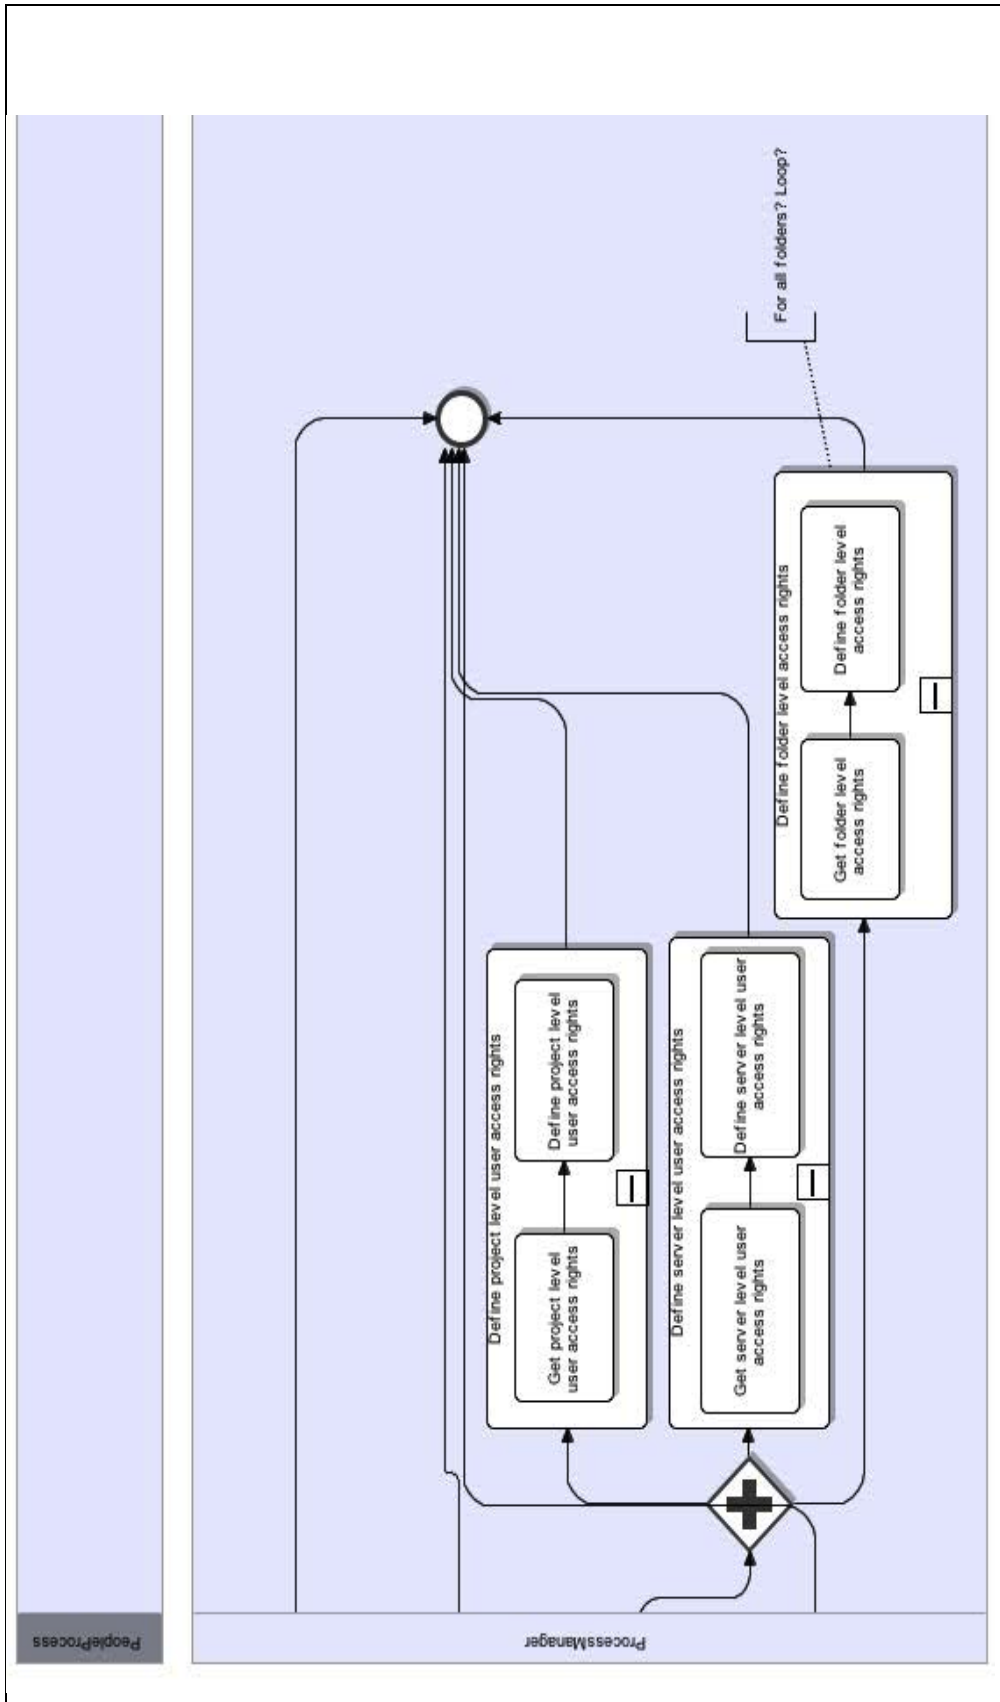 PeopleProcess
ProcessManager
Define project level user access rights
Get project level
user access rights
Define project level
user access rights
Define server level user access rights
Get server level user
access rights
Define server level user
access rights
Define folder level access rights
Get folder level
access rights
Define folder level
access rights
For all folders? Loop?